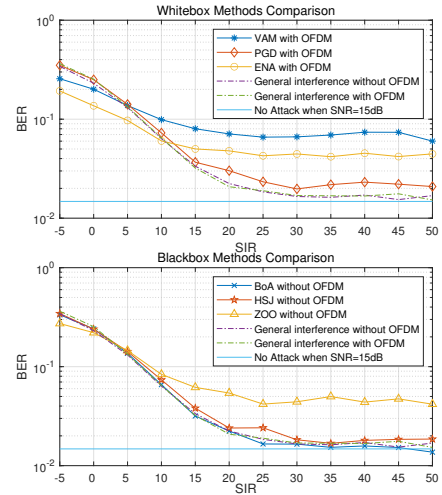 Whitebox Methods Comparison
10^0
10^-1
10^-2
BER
VAM with OFDM
PGD with OFDM
ENA with OFDM
General interference without OFDM
General interference with OFDM
No Attack when SNR=15dB
-5 0 5 10 15 20 25 30 35 40 45 50
SIR
Blackbox Methods Comparison
10^0
10^-1
10^-2
BER
BoA without OFDM
HSJ without OFDM
ZOO without OFDM
General interference without OFDM
General interference with OFDM
No Attack when SNR=15dB
-5 0 5 10 15 20 25 30 35 40 45 50
SIR